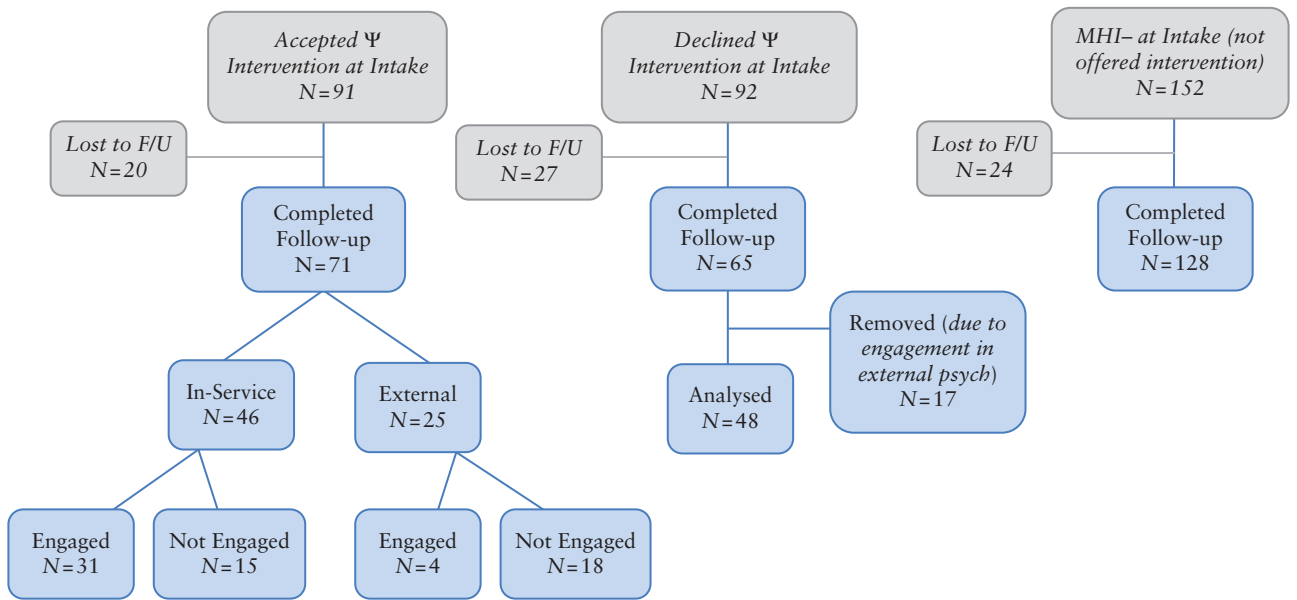 Accepted Ψ
Intervention at Intake
N=91
Declined Ψ
Intervention at Intake
N=92
MHI– at Intake (not
offered intervention)
N=152
Lost to F/U
N=20
Lost to F/U
N=27
Lost to F/U
N=24
Completed
Follow-up
N=71
Completed
Follow-up
N=65
Completed
Follow-up
N=128
Removed (due to
engagement in
external psych)
N=17
In-Service
N=46
External
N=25
Analysed
N=48
Engaged
N=31
Not Engaged
N=15
Engaged
N=4
Not Engaged
N=18